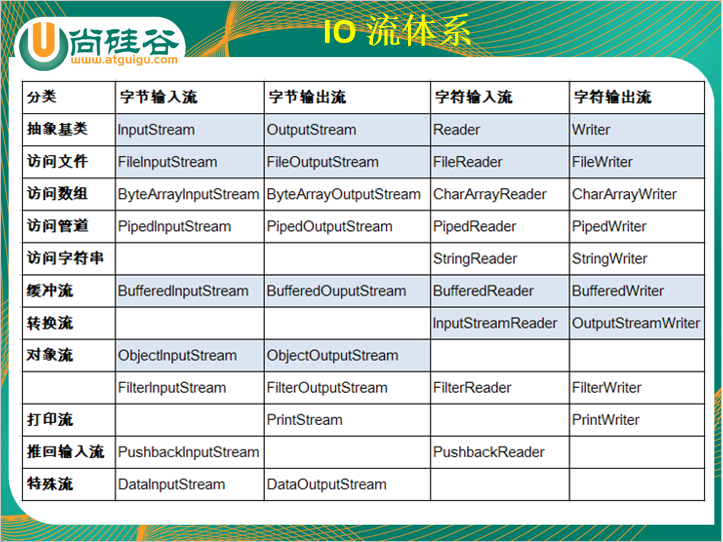 尚硅谷
www.atguigu.com
IO 流体系
分类 字节输入流 字节输出流 字符输入流 字符输出流
抽象基类 InputStream OutputStream Reader Writer
访问文件 FileInputStream FileOutputStream FileReader FileWriter
访问数组 ByteArrayInputStream ByteArrayOutputStream CharArrayReader CharArrayWriter
访问管道 PipedInputStream PipedOutputStream PipedReader PipedWriter
访问字符串 StringReader StringWriter
缓冲流 BufferedInputStream BufferedOuputStream BufferedReader BufferedWriter
转换流 InputStreamReader OutputStreamWriter
对象流 ObjectInputStream ObjectOutputStream
FilterInputStream FilterOutputStream FilterReader FilterWriter
打印流 PrintStream PrintWriter
推回输入流 PushbackInputStream PushbackReader
特殊流 DataInputStream DataOutputStream